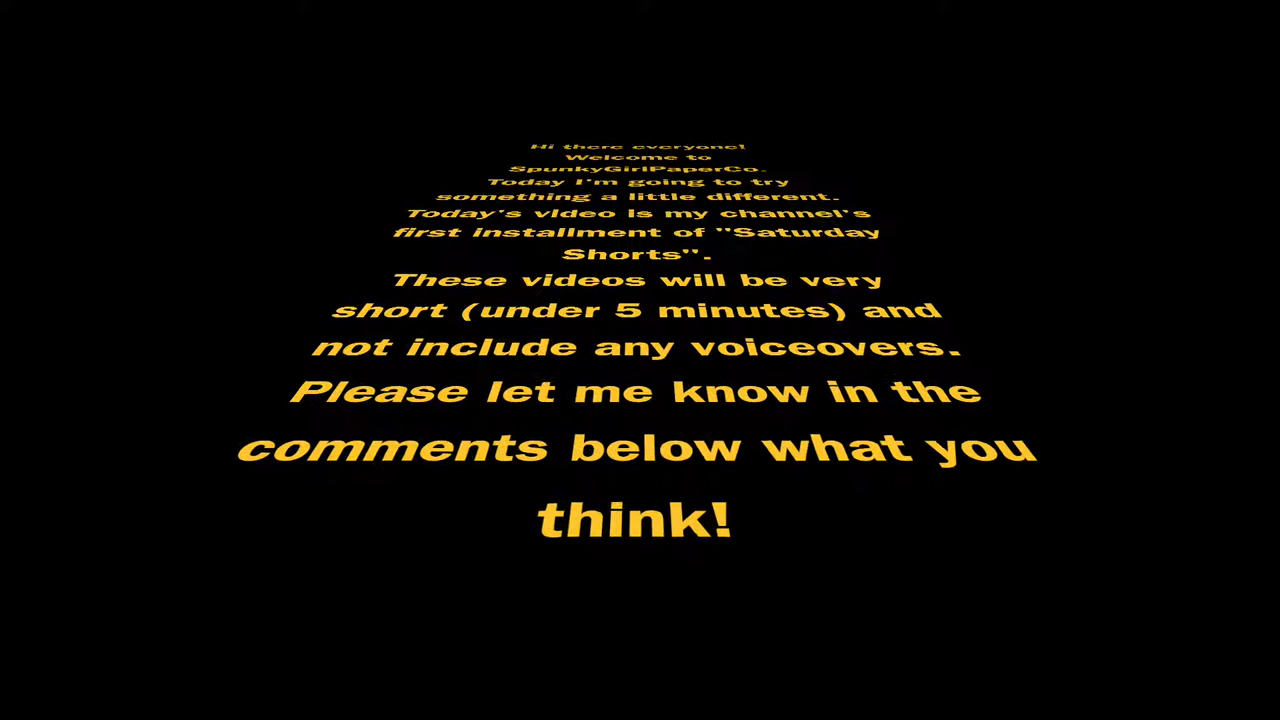 Hi there everyone!
Welcome to
SpunkyGirlPaperCo.
Today I'm going to try
something a little different.
Today's video is my channel's
first installment of "Saturday
Shorts".
These videos will be very
short (under 5 minutes) and
not include any voiceovers.
Please let me know in the
comments below what you
think!